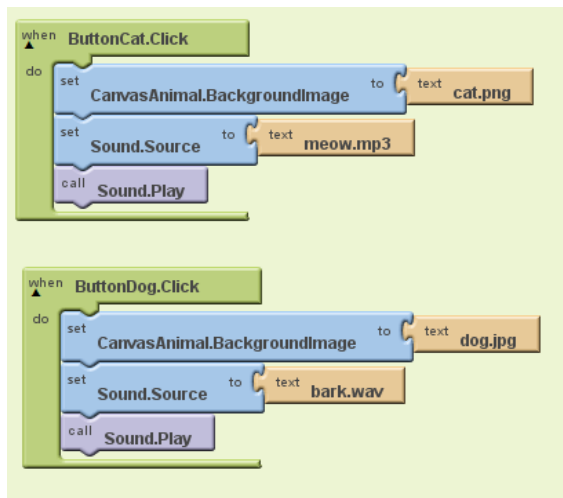 when ButtonCat.Click
do
set CanvasAnimal.BackgroundImage to text cat.png
set Sound.Source to text meow.mp3
call Sound.Play
when ButtonDog.Click
do
set CanvasAnimal.BackgroundImage to text dog.jpg
set Sound.Source to text bark.wav
call Sound.Play